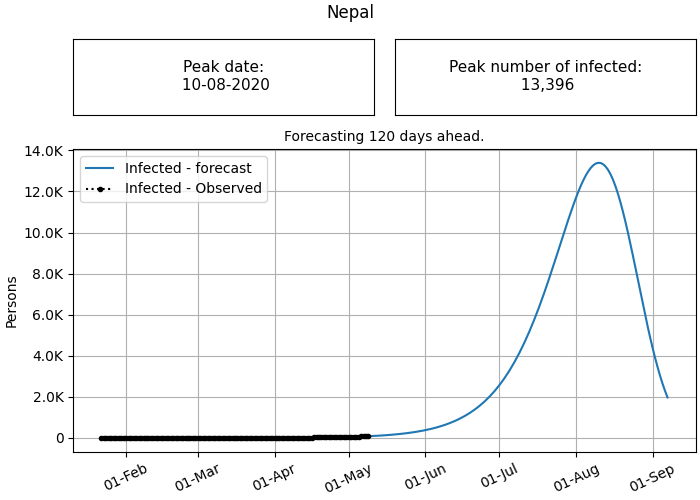 Nepal
Peak date:
10-08-2020
Peak number of infected:
13,396
Forecasting 120 days ahead.
Infected - forecast
Infected - Observed
Persons
14.0K
12.0K
10.0K
8.0K
6.0K
4.0K
2.0K
0
01-Feb
01-Mar
01-Apr
01-May
01-Jun
01-Jul
01-Aug
01-Sep